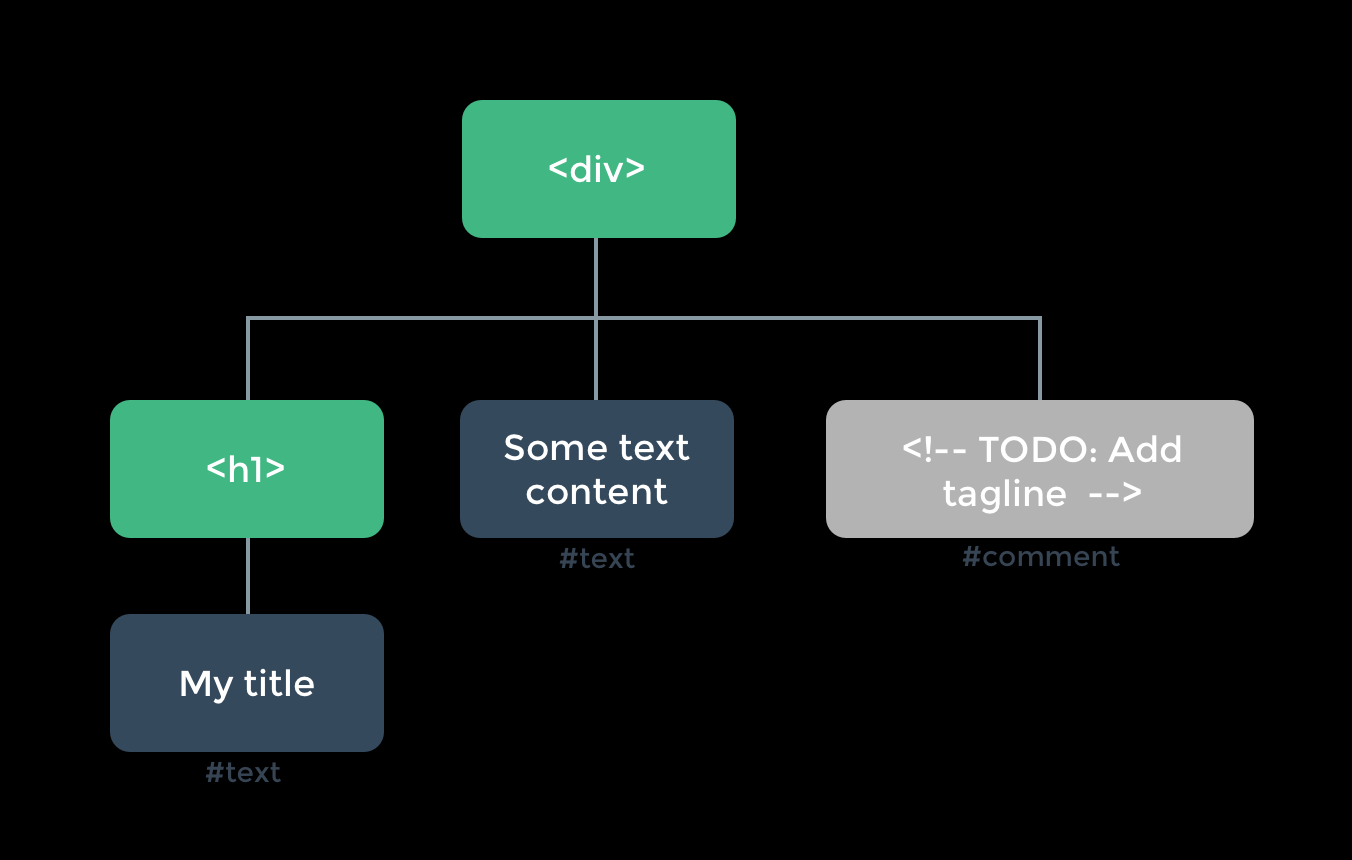 <div>
<h1>
Some text
content
<!-- TODO: Add
tagline -->
#text
#comment
My title
#text